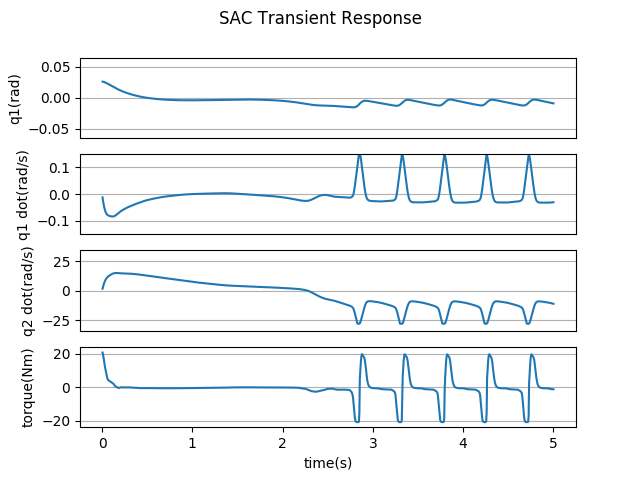 SAC Transient Response
q1(rad)
0.05
0.00
−0.05
q1 dot(rad/s)
0.1
0.0
−0.1
q2 dot(rad/s)
25
0
−25
torque(Nm)
20
0
−20
0 1 2 3 4 5
time(s)